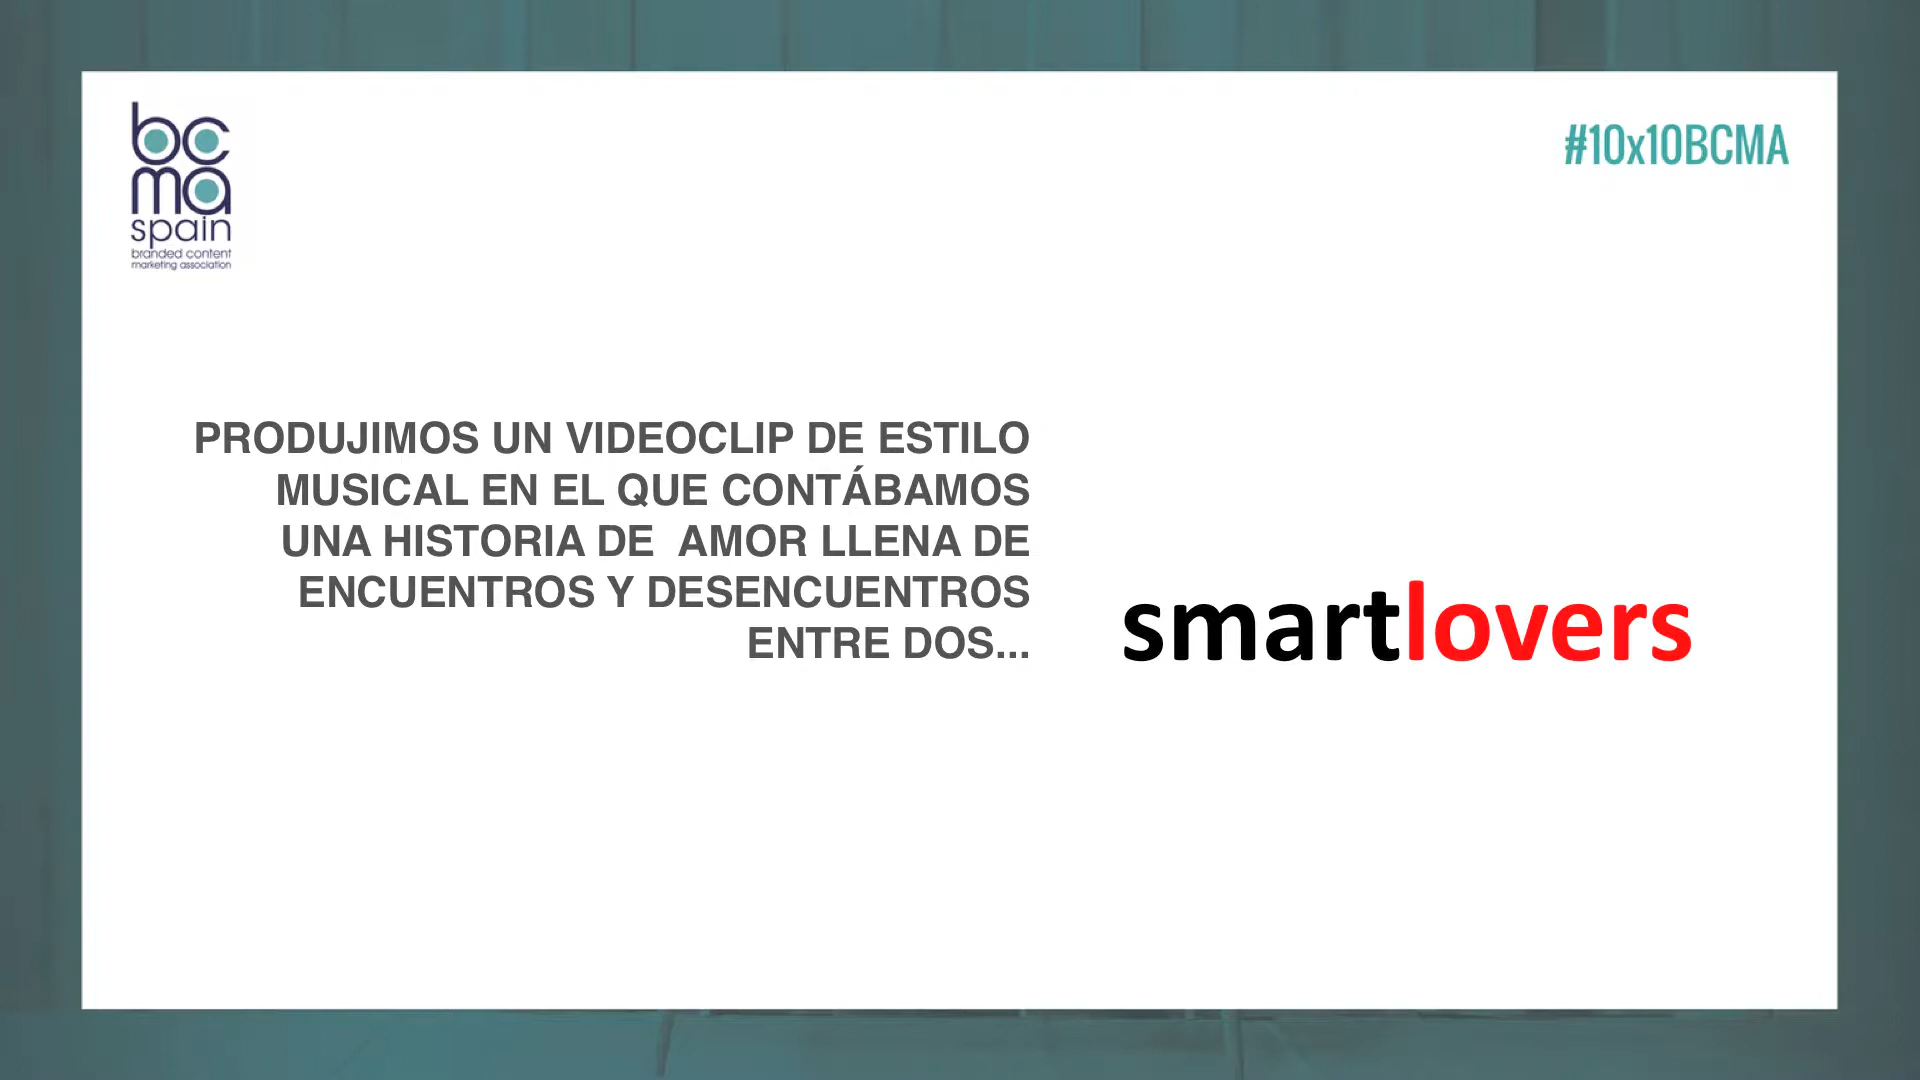 bc
ma
spain
branded content
marketing association
#10x10BCMA
PRODUJIMOS UN VIDEOCLIP DE ESTILO
MUSICAL EN EL QUE CONTÁBAMOS
UNA HISTORIA DE  AMOR LLENA DE
ENCUENTROS Y DESENCUENTROS
ENTRE DOS...
smartlovers